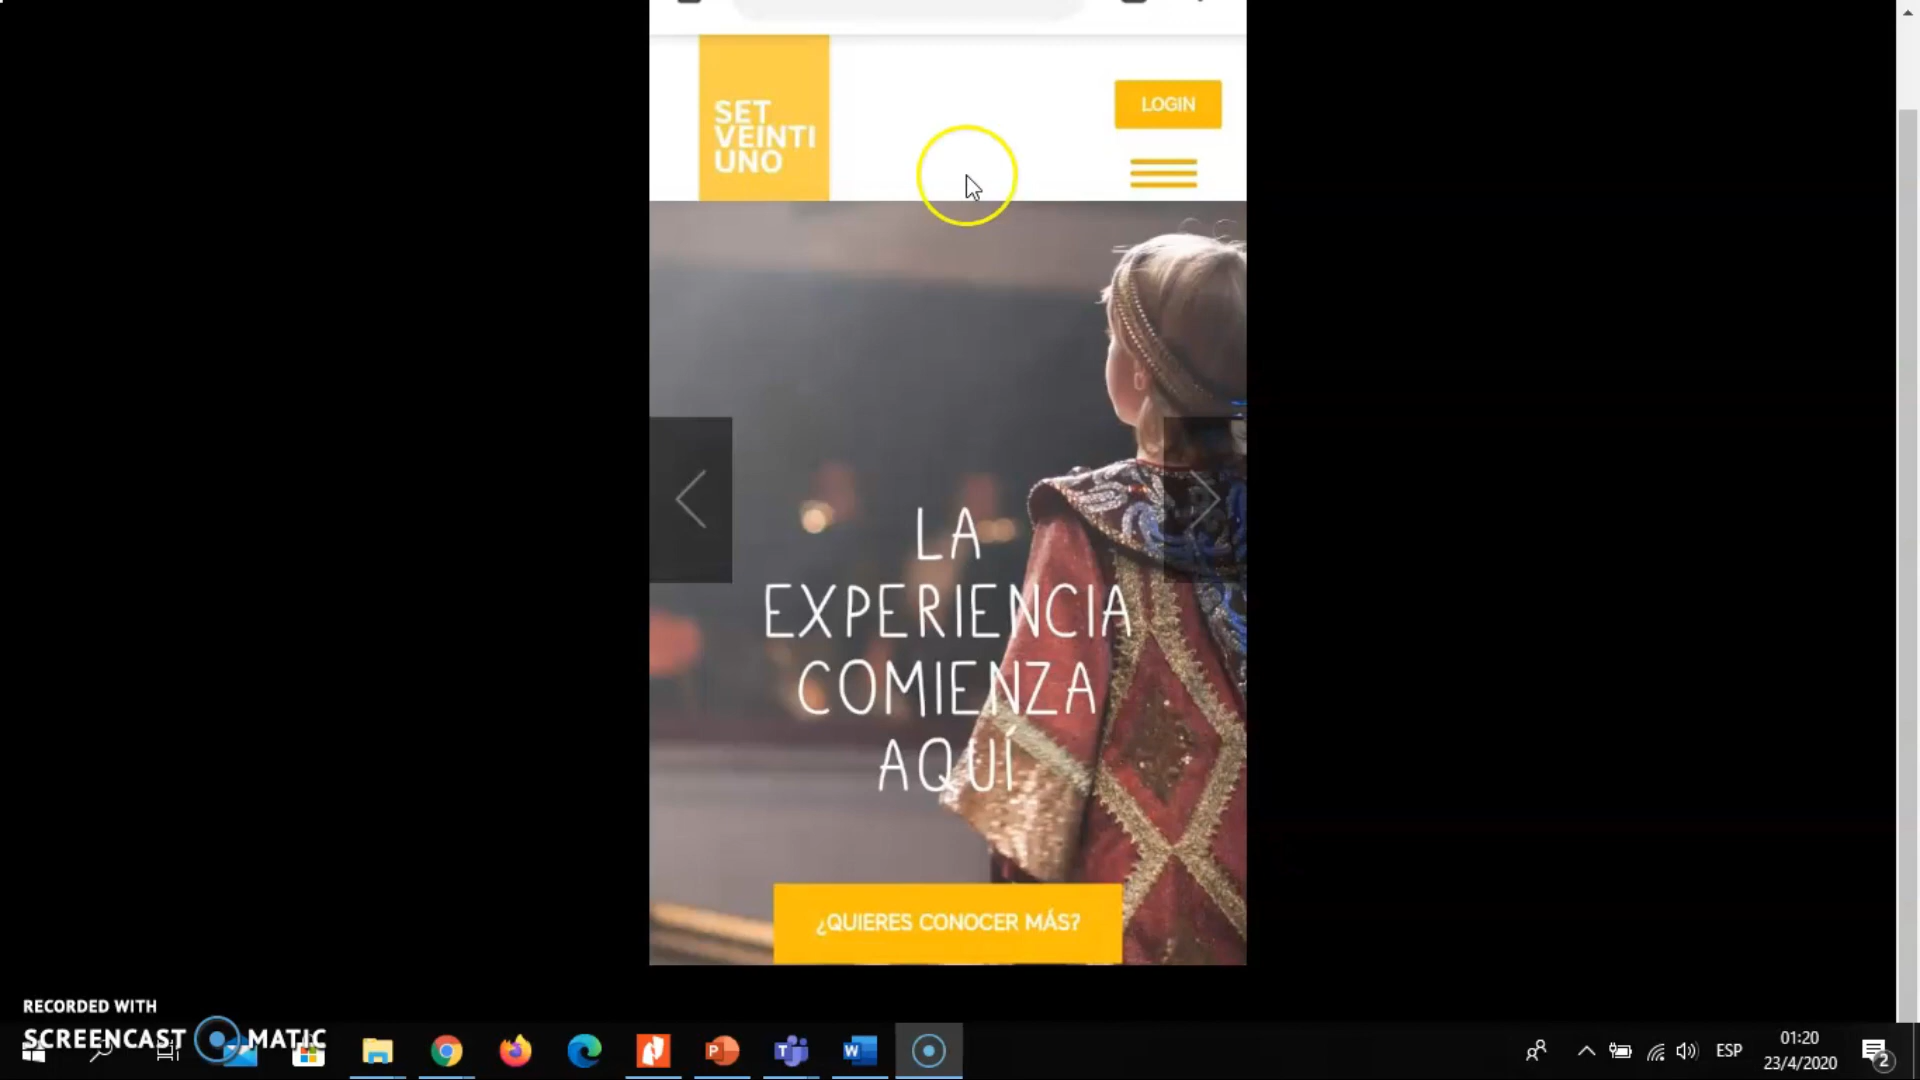 SET
VEINTI
UNO
LOGIN
LA
EXPERIENCIA
COMIENZA
AQUÍ
¿QUIERES CONOCER MÁS?
RECORDED WITH
SCREENCAST MATIC
ESP
01:20
23/4/2020
2